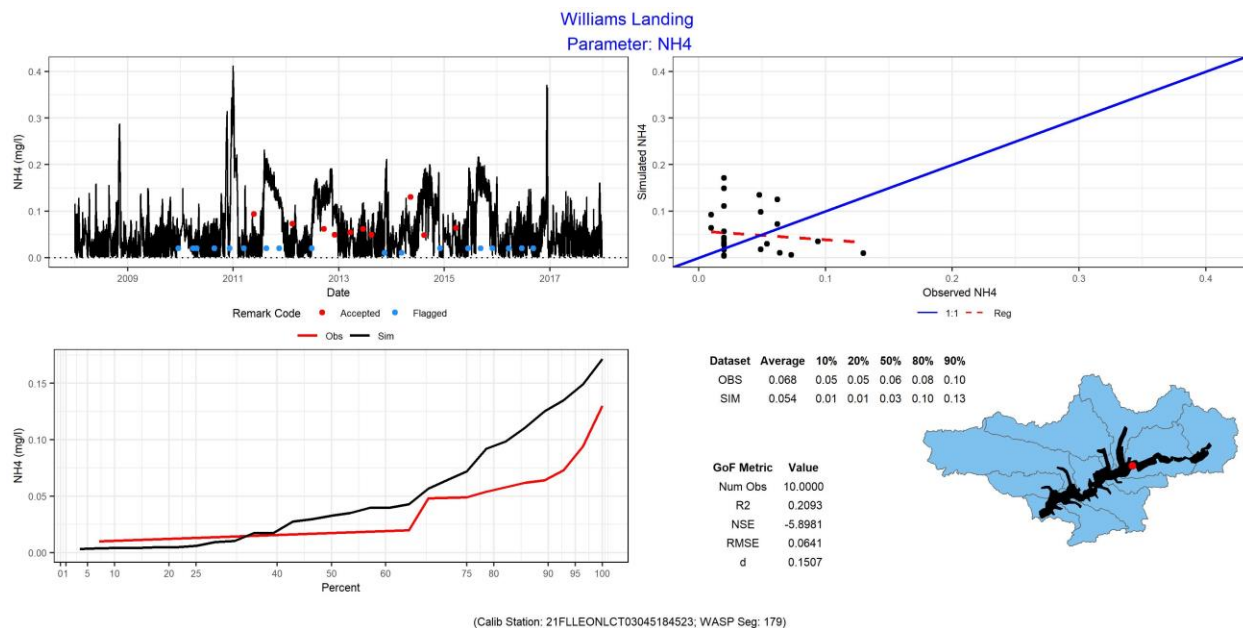 Williams Landing
Parameter: NH4
NH4 (mg/l)
0.4
0.3
0.2
0.1
0.0
2009 2011 2013 2015 2017
Date
Remark Code Accepted Flagged
Simulated NH4
0.4
0.3
0.2
0.1
0.0
0.0 0.1 0.2 0.3 0.4
Observed NH4
1:1 Reg
Obs Sim
NH4 (mg/l)
0.15
0.10
0.05
0.00
01 5 10 20 25 40 50 60 75 80 90 95 100
Percent
Dataset Average 10% 20% 50% 80% 90%
OBS 0.068 0.05 0.05 0.06 0.08 0.10
SIM 0.054 0.01 0.01 0.03 0.10 0.13
GoF Metric Value
Num Obs 10.0000
R2 0.2093
NSE -5.8981
RMSE 0.0641
d 0.1507
(Calib Station: 21FLLEONLCT03045184523; WASP Seg: 179)